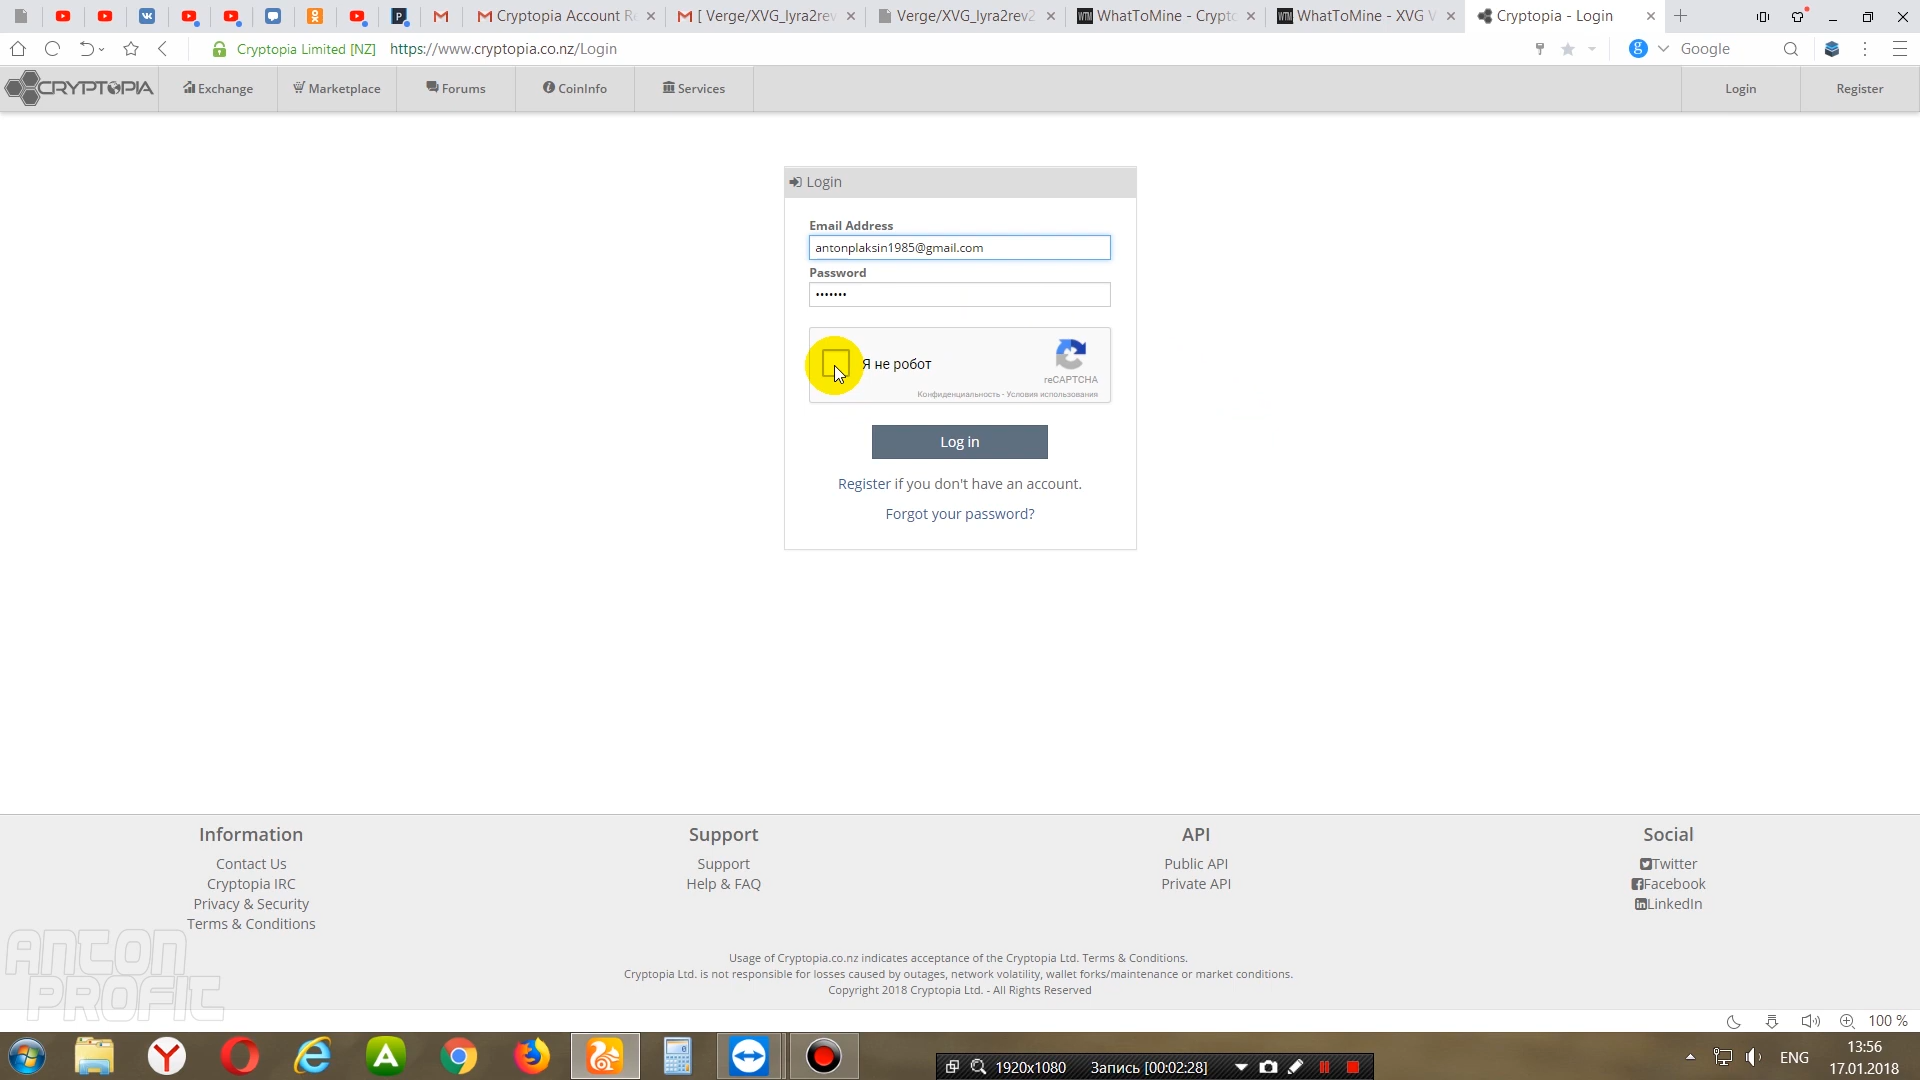 Cryptopia Account R
[ Verge/XVG_lyra2rev
Verge/XVG_lyra2rev2
WhatToMine - Crypto
WhatToMine - XVG V
Cryptopia - Login
Cryptopia Limited [NZ]
https://www.cryptopia.co.nz/Login
Google
CRYPTOPIA
Exchange
Marketplace
Forums
CoinInfo
Services
Login
Register
Login
Email Address
antonplaksin1985@gmail.com
Password
•••••••
Я не робот
reCAPTCHA
Конфиденциальность - Условия использования
Log in
Register if you don't have an account.
Forgot your password?
Information
Contact Us
Cryptopia IRC
Privacy & Security
Terms & Conditions
Support
Support
Help & FAQ
API
Public API
Private API
Social
Twitter
Facebook
LinkedIn
Usage of Cryptopia.co.nz indicates acceptance of the Cryptopia Ltd. Terms & Conditions.
Cryptopia Ltd. is not responsible for losses caused by outages, network volatility, wallet forks/maintenance or market conditions.
Copyright 2018 Cryptopia Ltd. - All Rights Reserved
ANTON
PROFIT
100 %
1920x1080
Запись [00:02:28]
ENG
13:56
17.01.2018